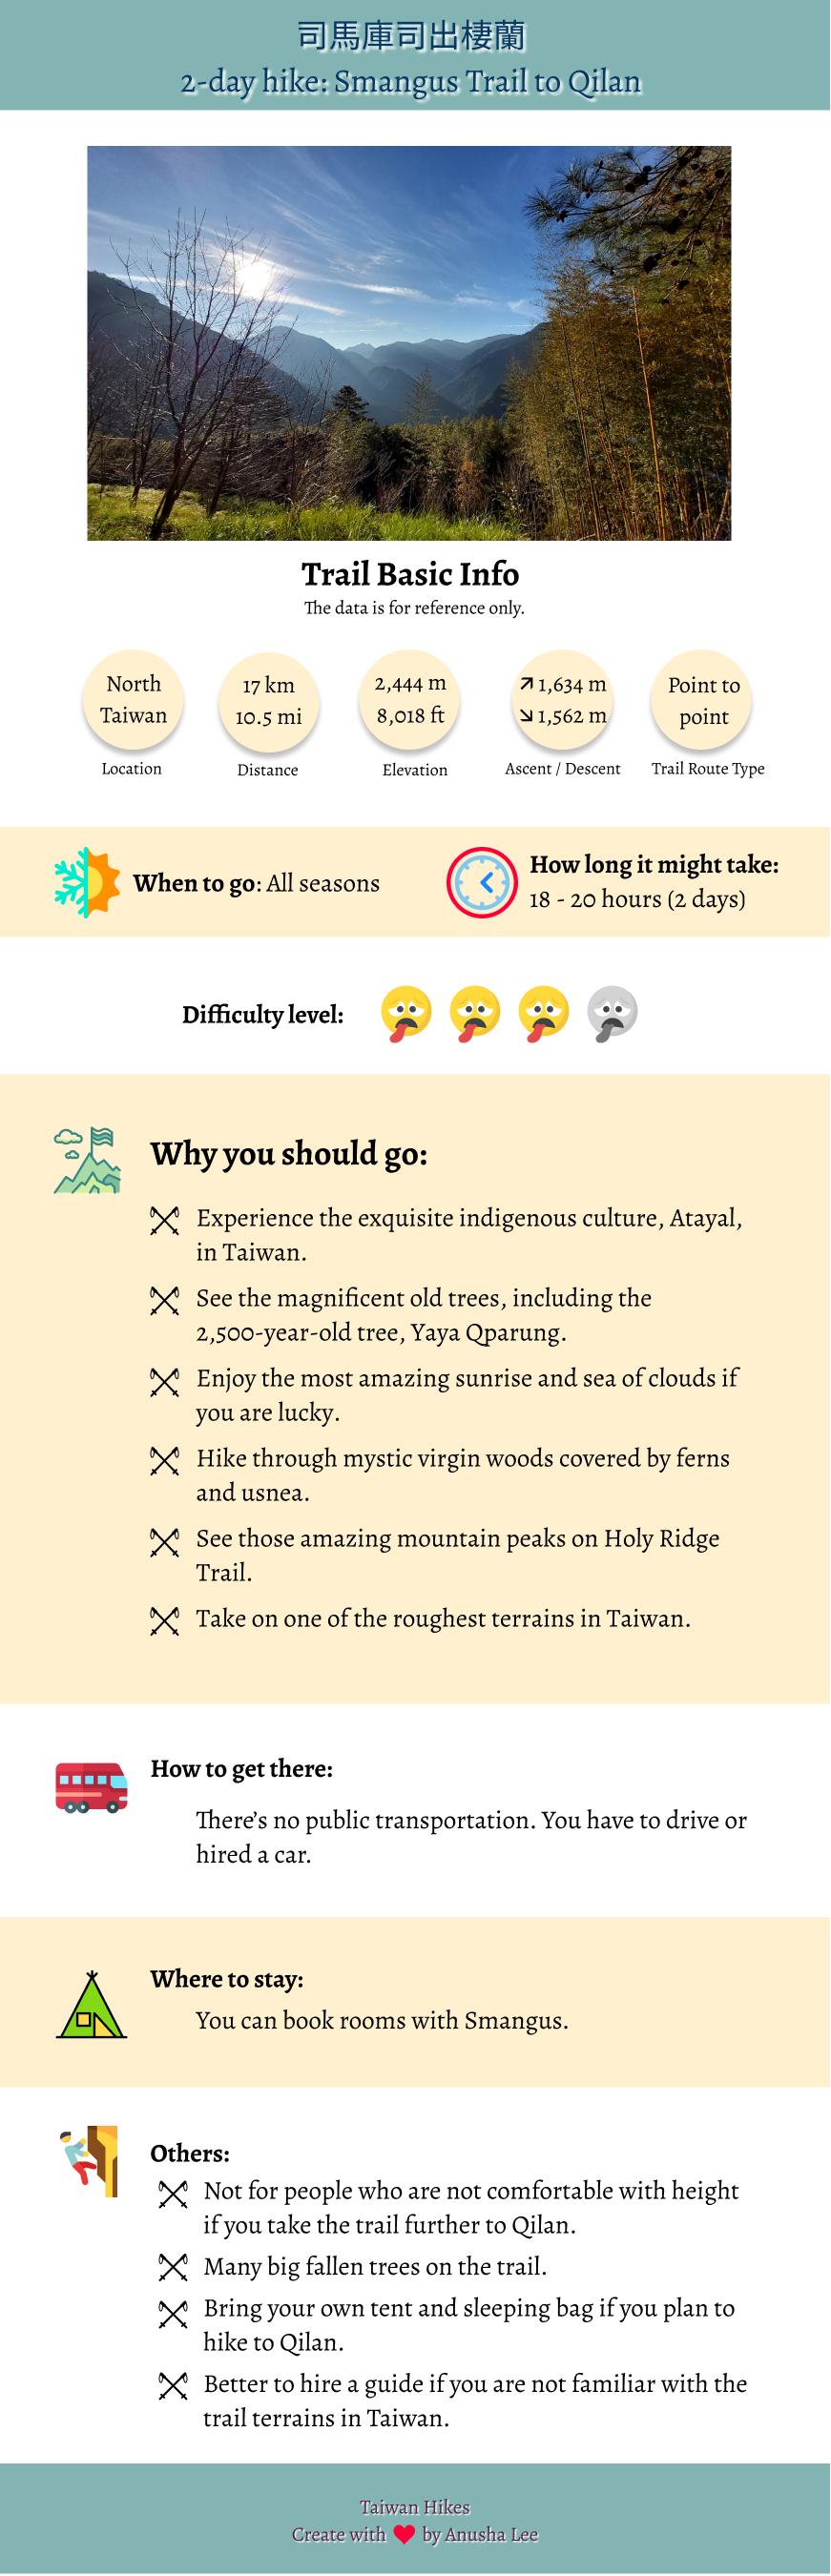 司馬庫司出棲蘭
2-day hike: Smangus Trail to Qilan
Trail Basic Info
The data is for reference only.
North
Taiwan
Location
17 km
10.5 mi
Distance
2,444 m
8,018 ft
Elevation
↗ 1,634 m
↘ 1,562 m
Ascent / Descent
Point to
point
Trail Route Type
When to go: All seasons
How long it might take:
18 - 20 hours (2 days)
Difficulty level:
Why you should go:
Experience the exquisite indigenous culture, Atayal,
in Taiwan.
See the magnificent old trees, including the
2,500-year-old tree, Yaya Qparung.
Enjoy the most amazing sunrise and sea of clouds if
you are lucky.
Hike through mystic virgin woods covered by ferns
and usnea.
See those amazing mountain peaks on Holy Ridge
Trail.
Take on one of the roughest terrains in Taiwan.
How to get there:
There's no public transportation. You have to drive or
hired a car.
Where to stay:
You can book rooms with Smangus.
Others:
Not for people who are not comfortable with height
if you take the trail further to Qilan.
Many big fallen trees on the trail.
Bring your own tent and sleeping bag if you plan to
hike to Qilan.
Better to hire a guide if you are not familiar with the
trail terrains in Taiwan.
Taiwan Hikes
Create with ❤ by Anusha Lee